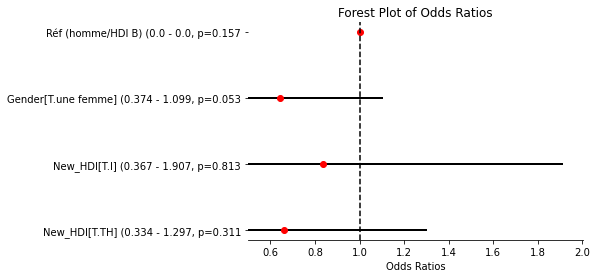 Forest Plot of Odds Ratios
Réf (homme/HDI B) (0.0 - 0.0, p=0.157
Gender[T.une femme] (0.374 - 1.099, p=0.053
New_HDI[T.I] (0.367 - 1.907, p=0.813
New_HDI[T.TH] (0.334 - 1.297, p=0.311
0.6 0.8 1.0 1.2 1.4 1.6 1.8 2.0
Odds Ratios